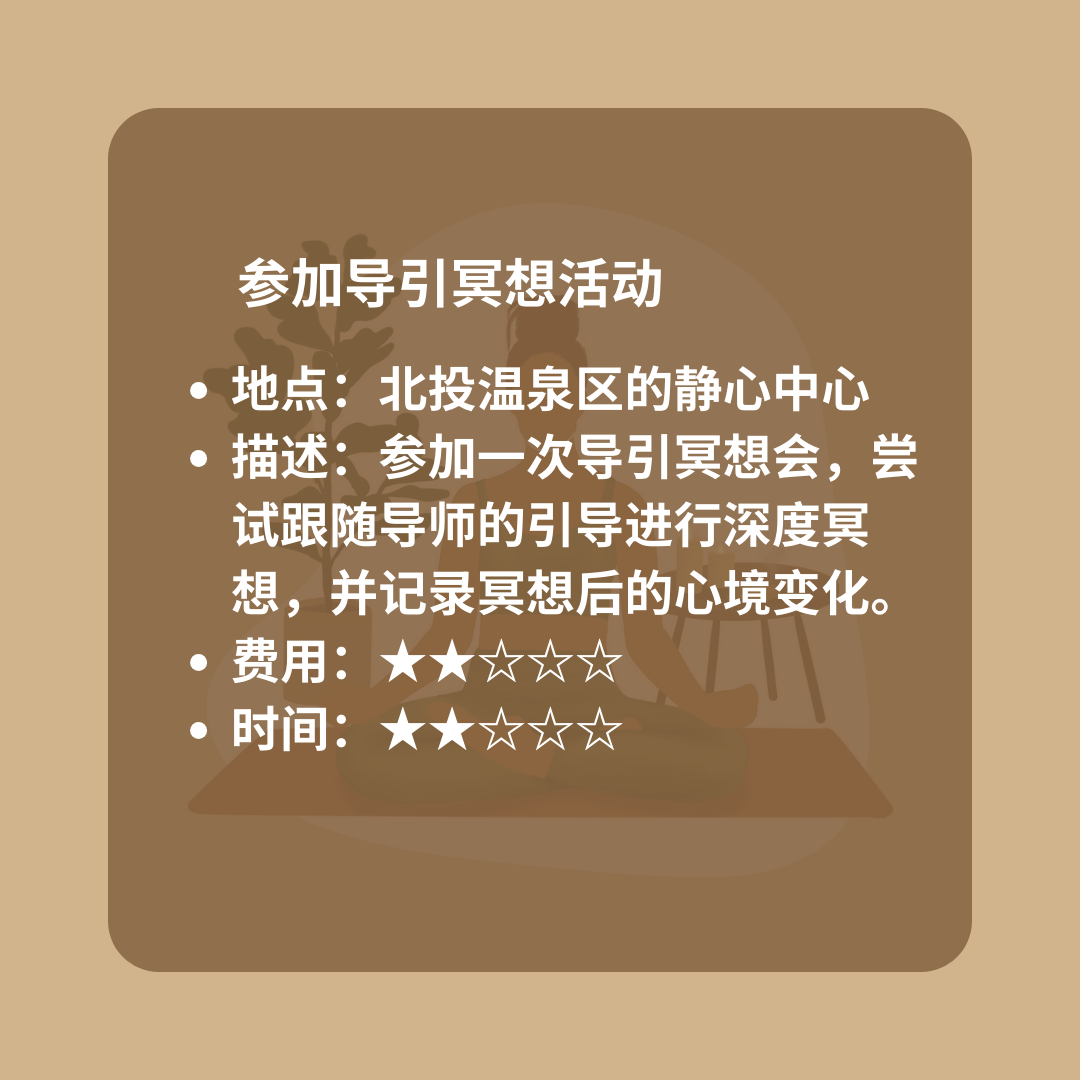 参加导引冥想活动
• 地点：北投温泉区的静心中心
• 描述：参加一次导引冥想会，尝
试跟随导师的引导进行深度冥
想，并记录冥想后的心境变化。
• 费用：★★☆☆☆
• 时间：★★☆☆☆